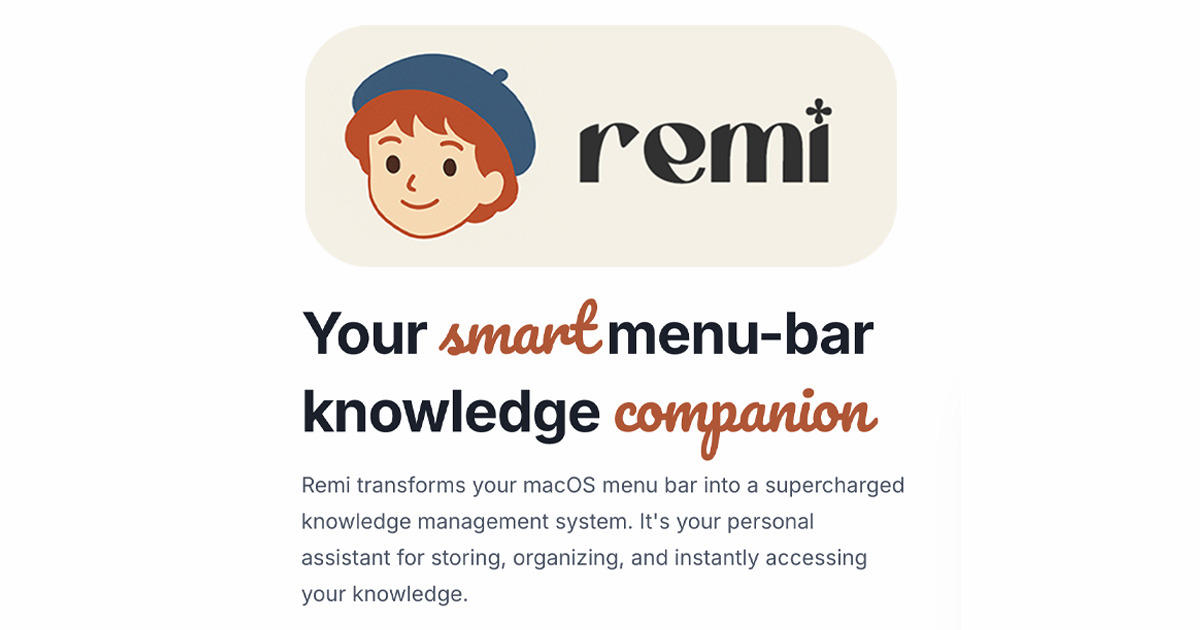 remi
Your smart menu-bar
knowledge companion
Remi transforms your macOS menu bar into a supercharged
knowledge management system. It's your personal
assistant for storing, organizing, and instantly accessing
your knowledge.